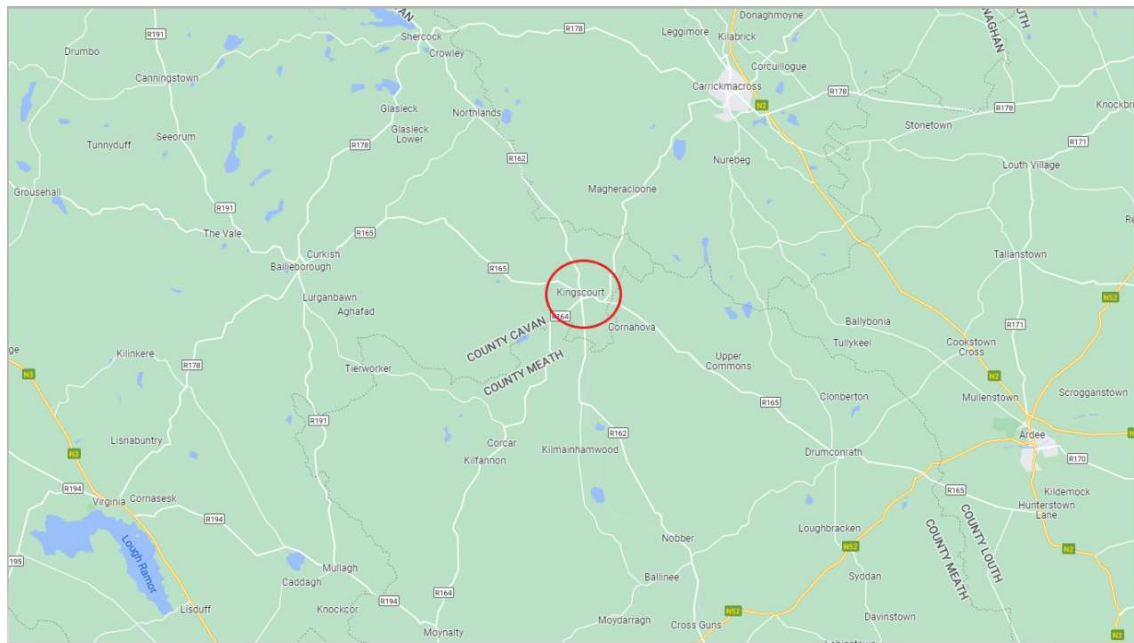 Donaghmoyne
R178
R191
Drumbo
Leggimore
Kilabrick
Shercock
Crowley
Corcuillogue
Canningstown
Carrickmacross
R178
N2
Glasleck
Northlands
Knockbri
Stonetown
R178
Glasleck
Lower
Tunnyduff
Seeorum
R178
R171
R162
Nurebeg
Louth Village
Grousehall
Magheracloone
R191
The Vale
R165
Curkish
Tallanstown
Bailieborough
R165
Kingscourt
N52
Lurganbawn
Aghafad
R164
Cornahova
Ballybonia
R171
COUNTY CAVAN
Tullykeel
Cookstown
Cross
Kilinkere
R178
Tierworker
COUNTY MEATH
Upper
Commons
N3
N2
Scrogganstown
Clonberton
Mullenstown
R165
R191
Lisnabuntry
Corcar
Kilmainhamwood
R162
Ardee
N3
Kilfannon
Drumconrath
R170
R194
Virginia
Cornasesk
R165
Kildemock
Hunterstown
Lane
R194
Loughbracken
COUNTY LOUTH
COUNTY MEATH
Lough Ramor
Nobber
N52
N2
Mullagh
Caddagh
Ballinee
Syddan
R164
Lisduff
Knockcor
R194
N52
Moydarragh
Cross Guns
Davinstown
Moynalty
N2